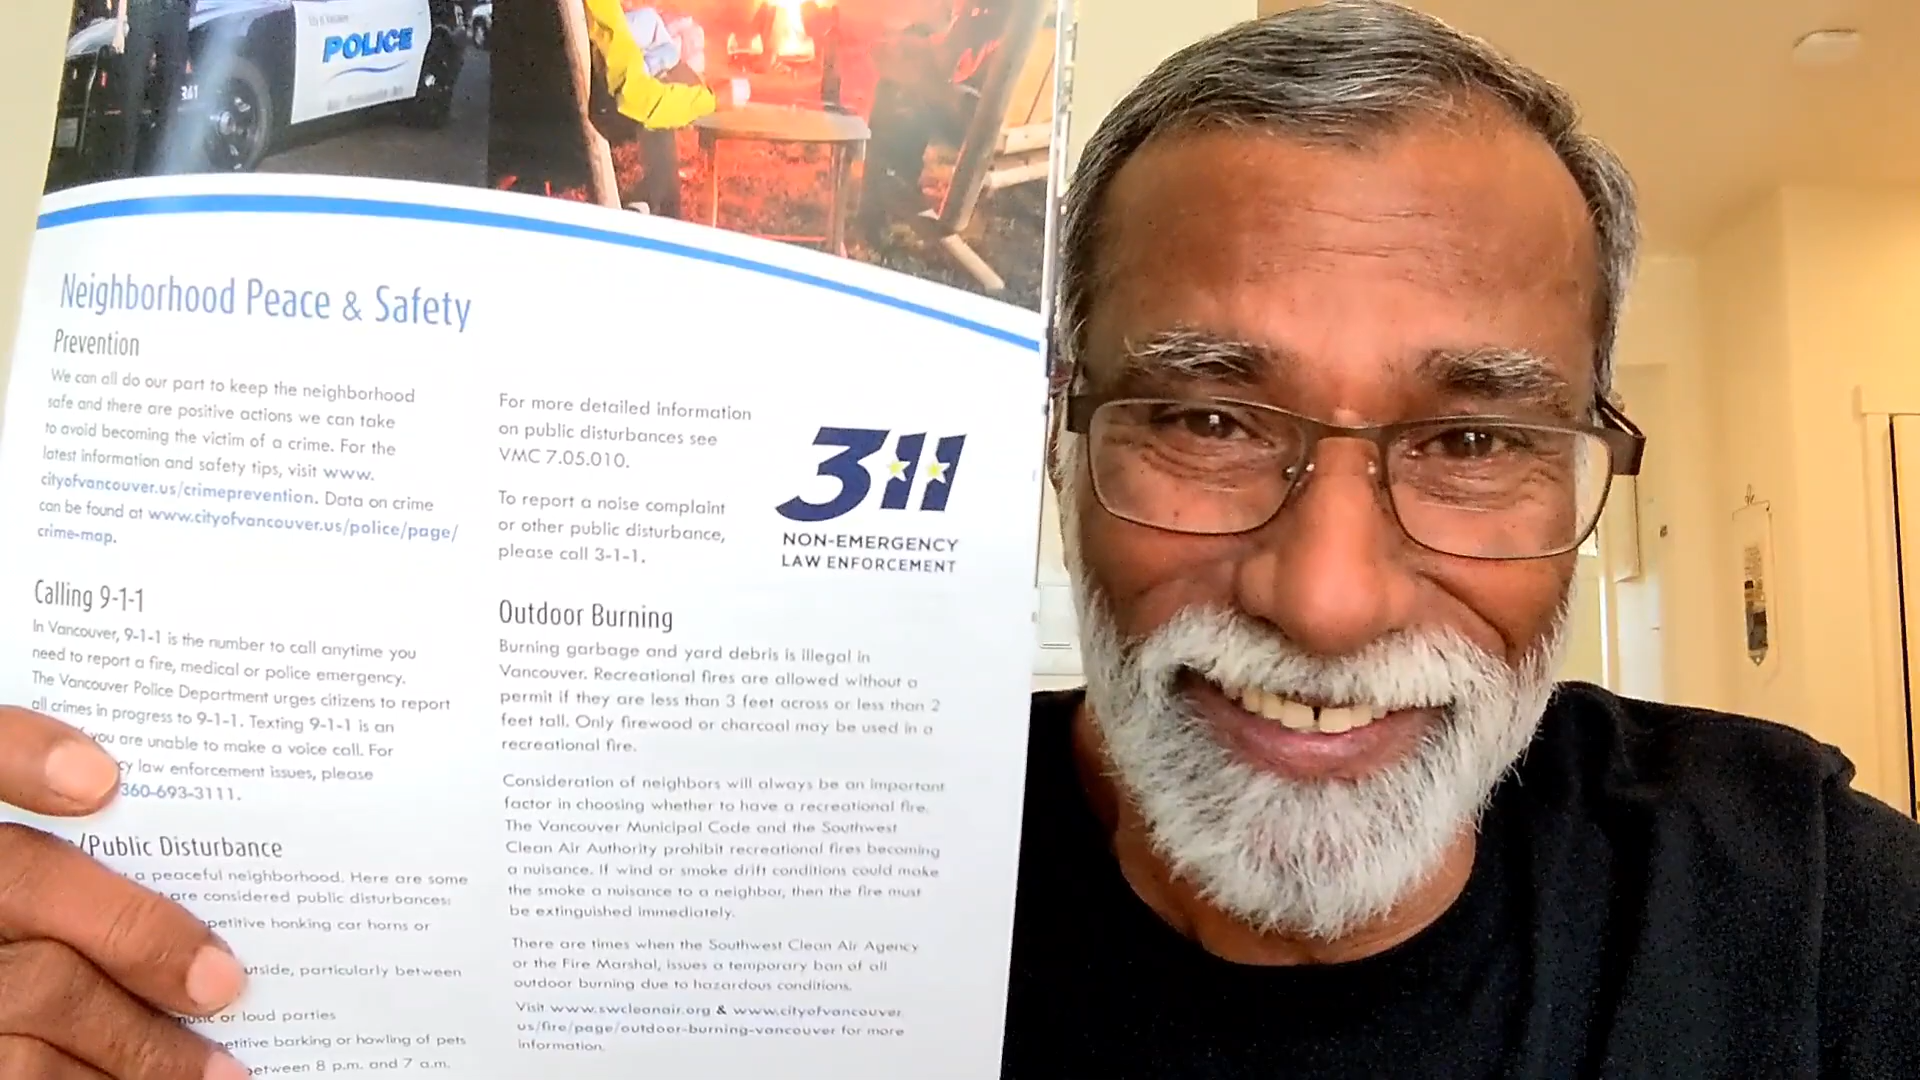 POLICE
341
Neighborhood Peace & Safety
Prevention
We can all do our part to keep the neighborhood
safe and there are positive actions we can take
to avoid becoming the victim of a crime. For the
latest information and safety tips, visit www.
cityofvancouver.us/crimeprevention. Data on crime
can be found at www.cityofvancouver.us/police/page/
crime-map.
Calling 9-1-1
In Vancouver, 9-1-1 is the number to call anytime you
need to report a fire, medical or police emergency.
The Vancouver Police Department urges citizens to report
all crimes in progress to 9-1-1. Texting 9-1-1 is an
you are unable to make a voice call. For
cy law enforcement issues, please
360-693-3111.
/Public Disturbance
a peaceful neighborhood. Here are some
are considered public disturbances:
petitive honking car horns or
utside, particularly between
music or loud parties
etitive barking or howling of pets
between 8 p.m. and 7 a.m.
For more detailed information
on public disturbances see
VMC 7.05.010.
To report a noise complaint
or other public disturbance,
please call 3-1-1.
311
NON-EMERGENCY
LAW ENFORCEMENT
Outdoor Burning
Burning garbage and yard debris is illegal in
Vancouver. Recreational fires are allowed without a
permit if they are less than 3 feet across or less than 2
feet tall. Only firewood or charcoal may be used in a
recreational fire.
Consideration of neighbors will always be an important
factor in choosing whether to have a recreational fire.
The Vancouver Municipal Code and the Southwest
Clean Air Authority prohibit recreational fires becoming
a nuisance. If wind or smoke drift conditions could make
the smoke a nuisance to a neighbor, then the fire must
be extinguished immediately.
There are times when the Southwest Clean Air Agency
or the Fire Marshal, issues a temporary ban of all
outdoor burning due to hazardous conditions.
Visit www.swcleanair.org & www.cityofvancouver.
us/fire/page/outdoor-burning-vancouver for more
information.